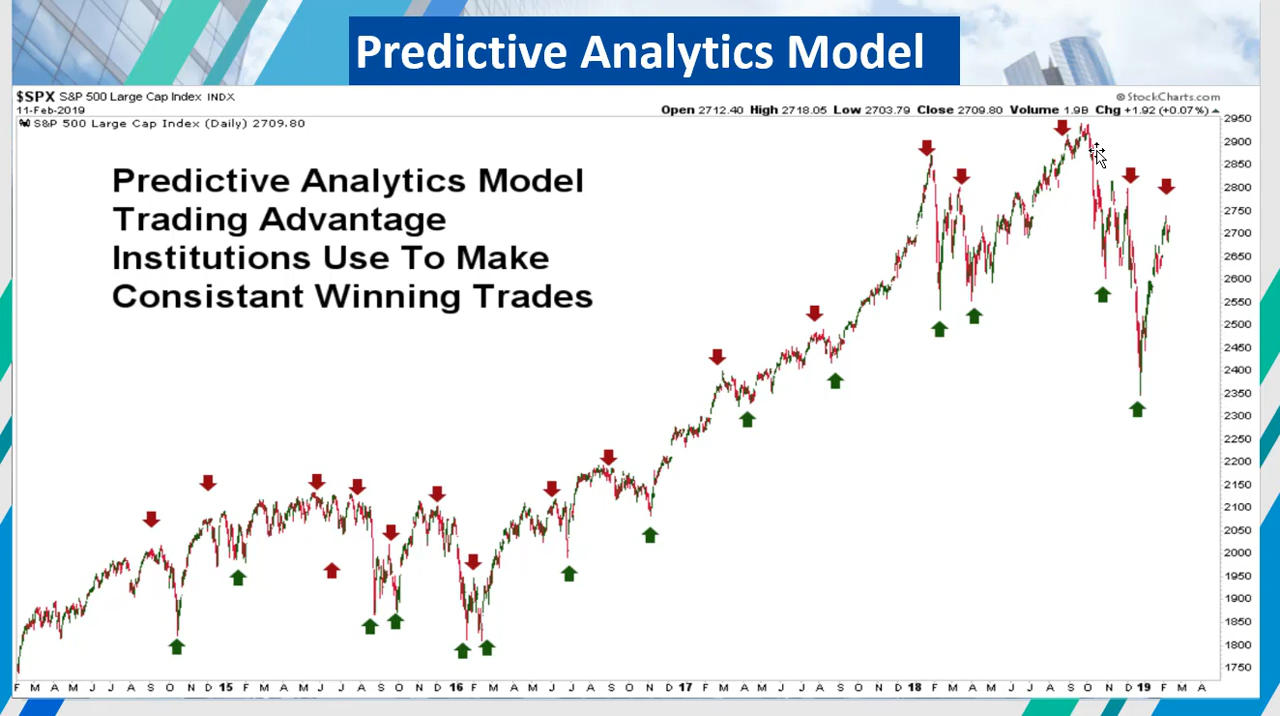 Predictive Analytics Model
$SPX S&P 500 Large Cap Index INDX
© StockCharts.com
11-Feb-2019
Open 2712.40 High 2718.05 Low 2703.79 Close 2709.80 Volume 1.9B Chg +1.92 (+0.07%)
S&P 500 Large Cap Index (Daily) 2709.80
Predictive Analytics Model
Trading Advantage
Institutions Use To Make
Consistant Winning Trades
2950
2900
2850
2800
2750
2700
2650
2600
2550
2500
2450
2400
2350
2300
2250
2200
2150
2100
2050
2000
1950
1900
1850
1800
1750
F M A M J J A S O N D 15 F M A M J J A S O N D 16 F M A M J J A S O N D 17 F M A M J J A S O N D 18 F M A M J J A S O N D 19 F M A